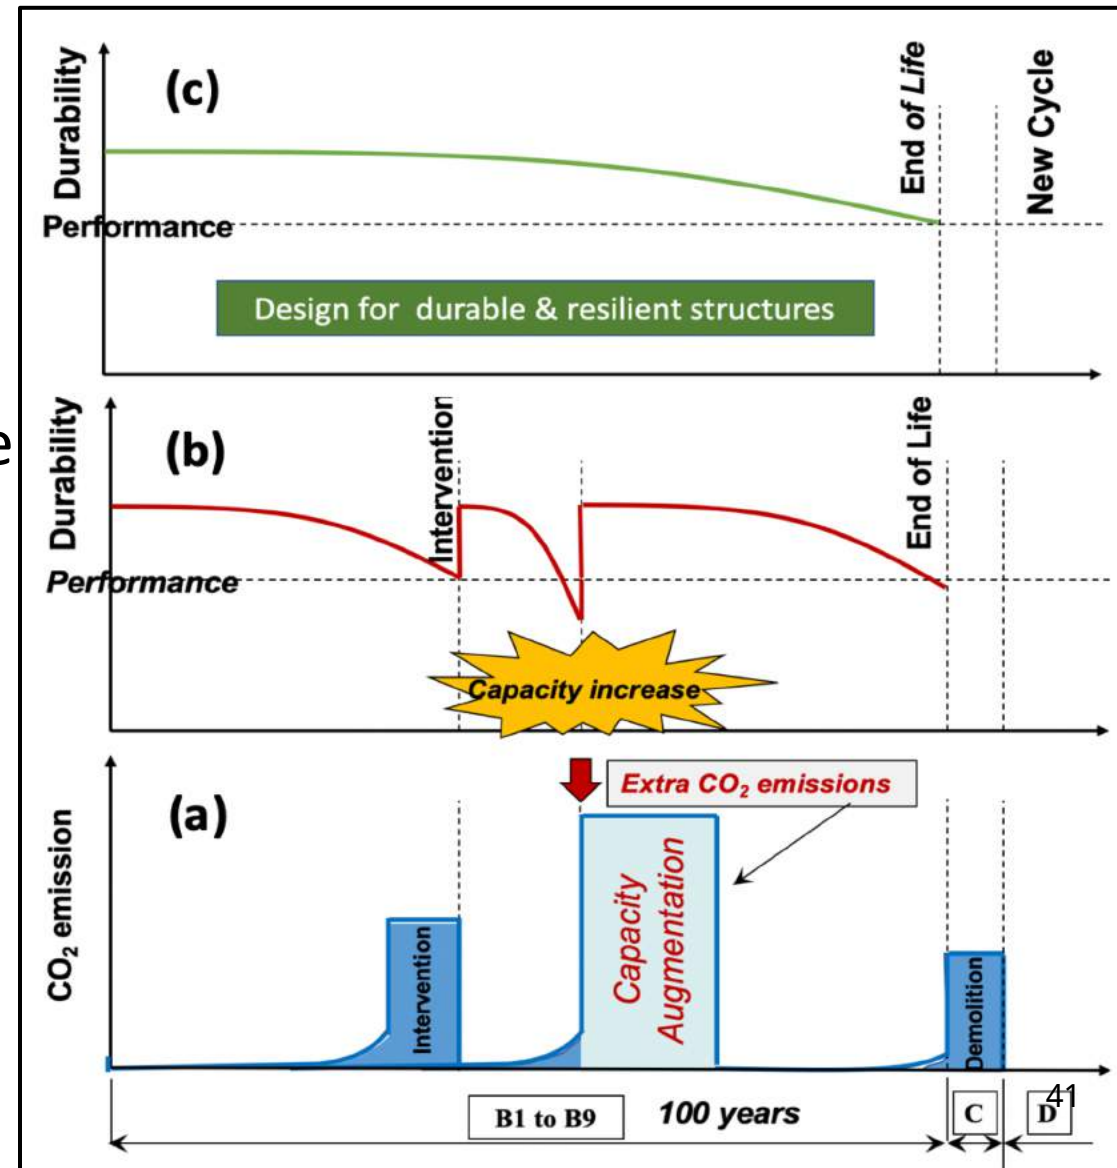 (c)
Durability
End of Life
New Cycle
Performance
Design for durable & resilient structures
e
(b)
Durability
Intervention
End of Life
Performance
Capacity increase
Extra CO₂ emissions
(a)
CO₂ emission
Intervention
Capacity
Augmentation
Demolition
B1 to B9
100 years
C
D
41